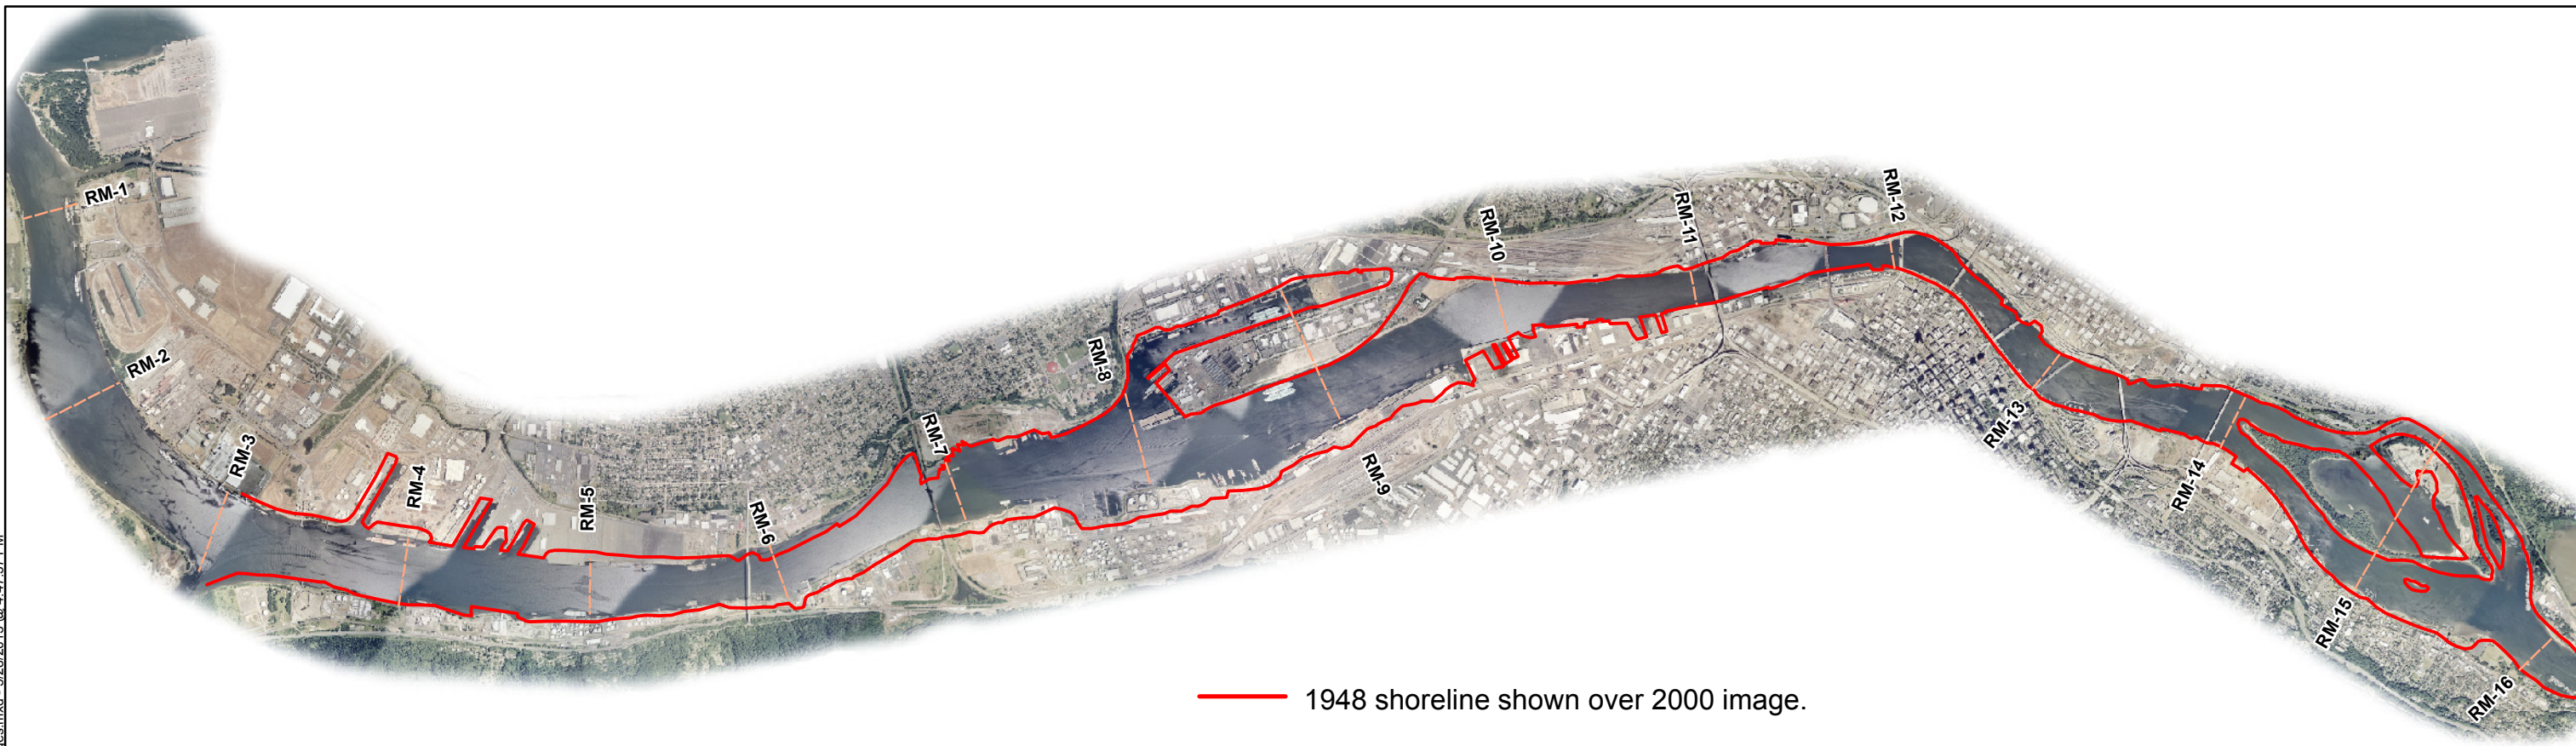 RM-1
RM-2
RM-3
RM-4
RM-5
RM-6
RM-7
RM-8
RM-9
RM-10
RM-11
RM-12
RM-13
RM-14
RM-15
RM-16
1948 shoreline shown over 2000 image.